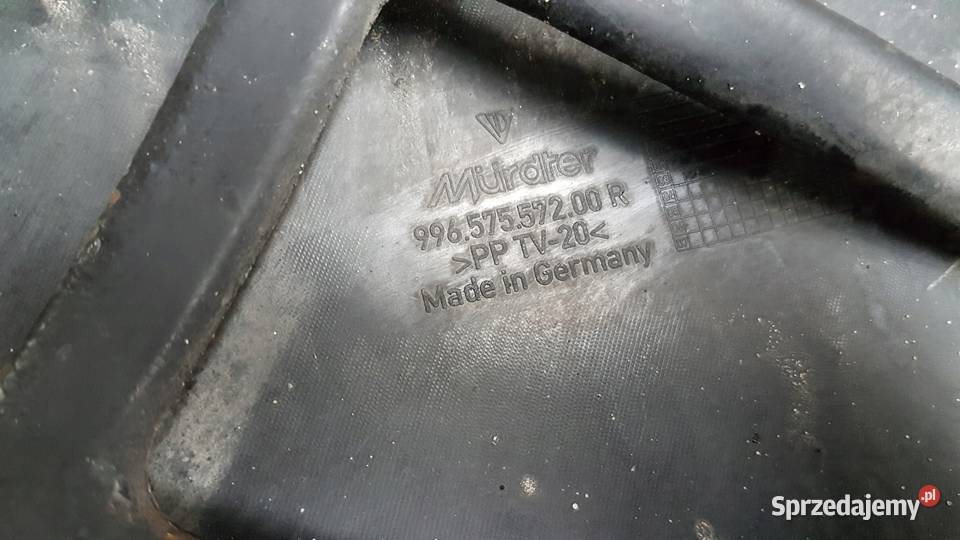 Mürdter
996.575.572.00 R
>PP TV-20<
Made in Germany
Sprzedajemy.pl